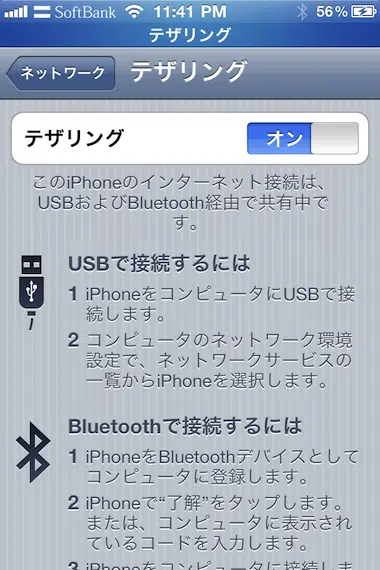 SoftBank 11:41 PM 56%
テザリング
ネットワーク テザリング
テザリング オン
このiPhoneのインターネット接続は、
USBおよびBluetooth経由で共有中で
す。
USBで接続するには
1 iPhoneをコンピュータにUSBで接
続します。
2 コンピュータのネットワーク環境
設定で、ネットワークサービスの
一覧からiPhoneを選択します。
Bluetoothで接続するには
1 iPhoneをBluetoothデバイスとして
コンピュータに登録します。
2 iPhoneで“了解”をタップします。
または、コンピュータに表示され
ているコードを入力します。
3 iPhoneをコンピュータに接続しま